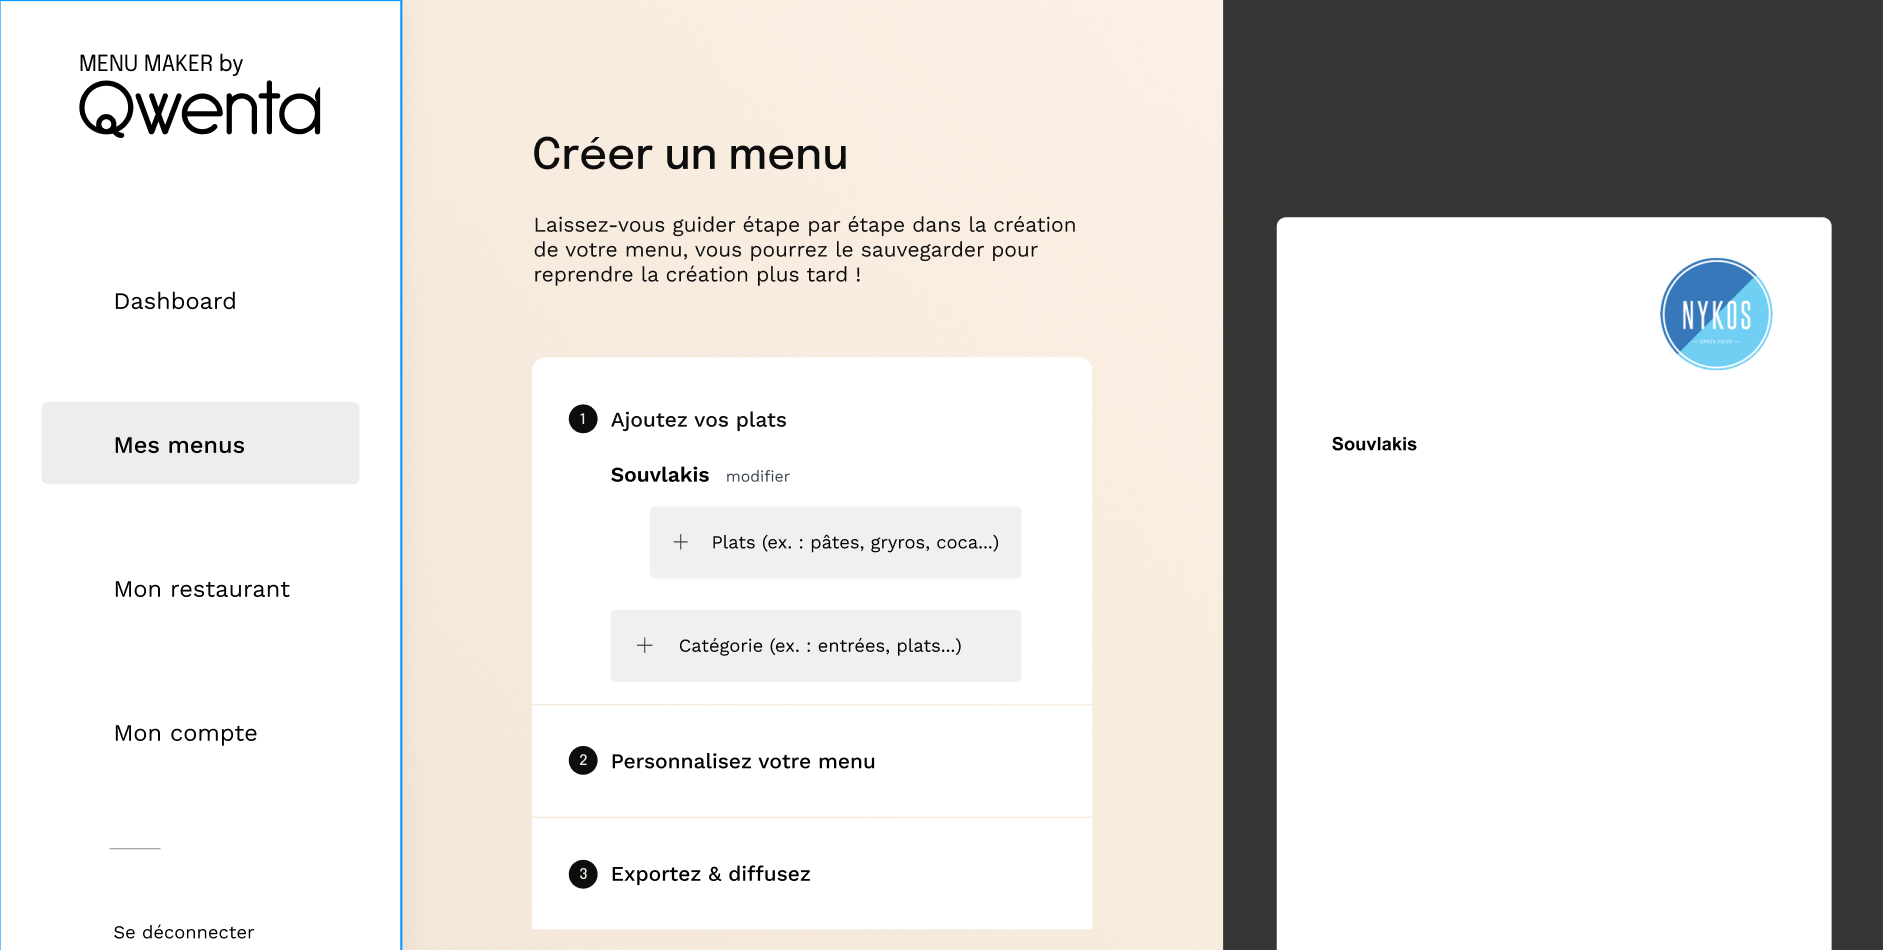 MENU MAKER by
Qwenta
Dashboard
Mes menus
Mon restaurant
Mon compte
Se déconnecter
Créer un menu
Laissez-vous guider étape par étape dans la création
de votre menu, vous pourrez le sauvegarder pour
reprendre la création plus tard !
1 Ajoutez vos plats
Souvlakis modifier
+ Plats (ex. : pâtes, gryros, coca...)
+ Catégorie (ex. : entrées, plats...)
2 Personnalisez votre menu
3 Exportez & diffusez
NYKOS
GREEK FOOD
Souvlakis